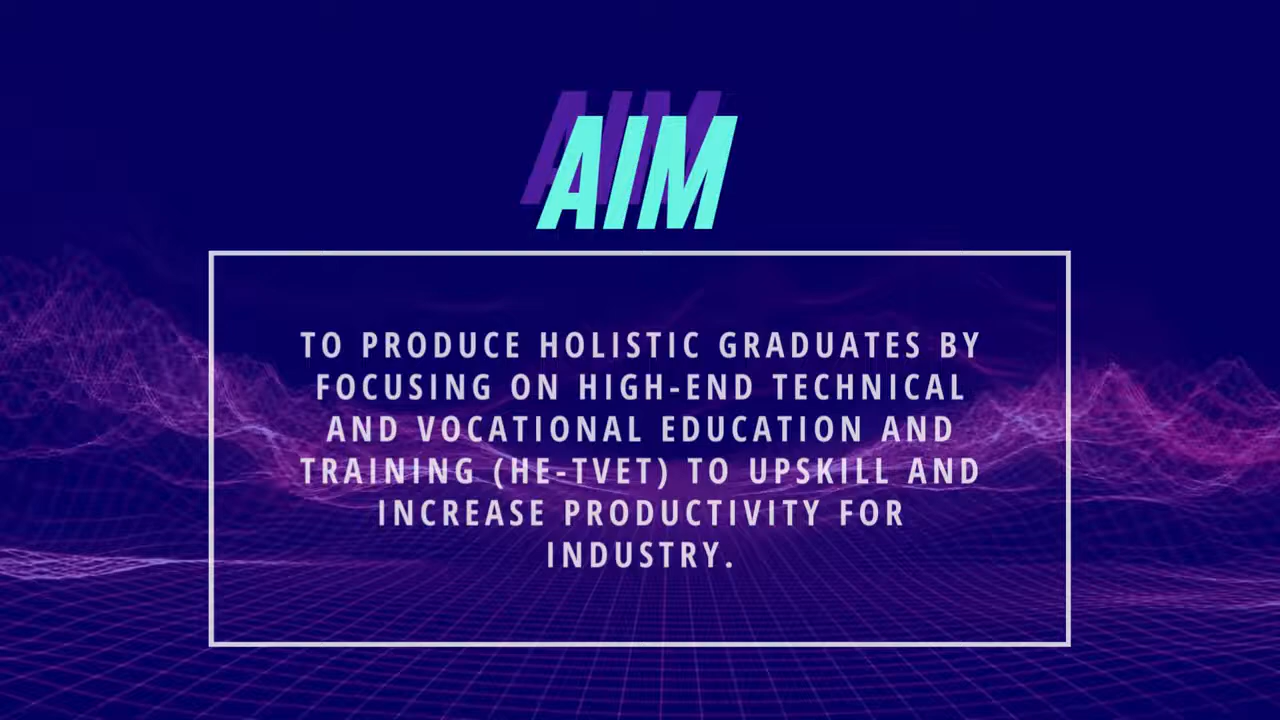 AIM
TO PRODUCE HOLISTIC GRADUATES BY
FOCUSING ON HIGH-END TECHNICAL
AND VOCATIONAL EDUCATION AND
TRAINING (HE-TVET) TO UPSKILL AND
INCREASE PRODUCTIVITY FOR
INDUSTRY.